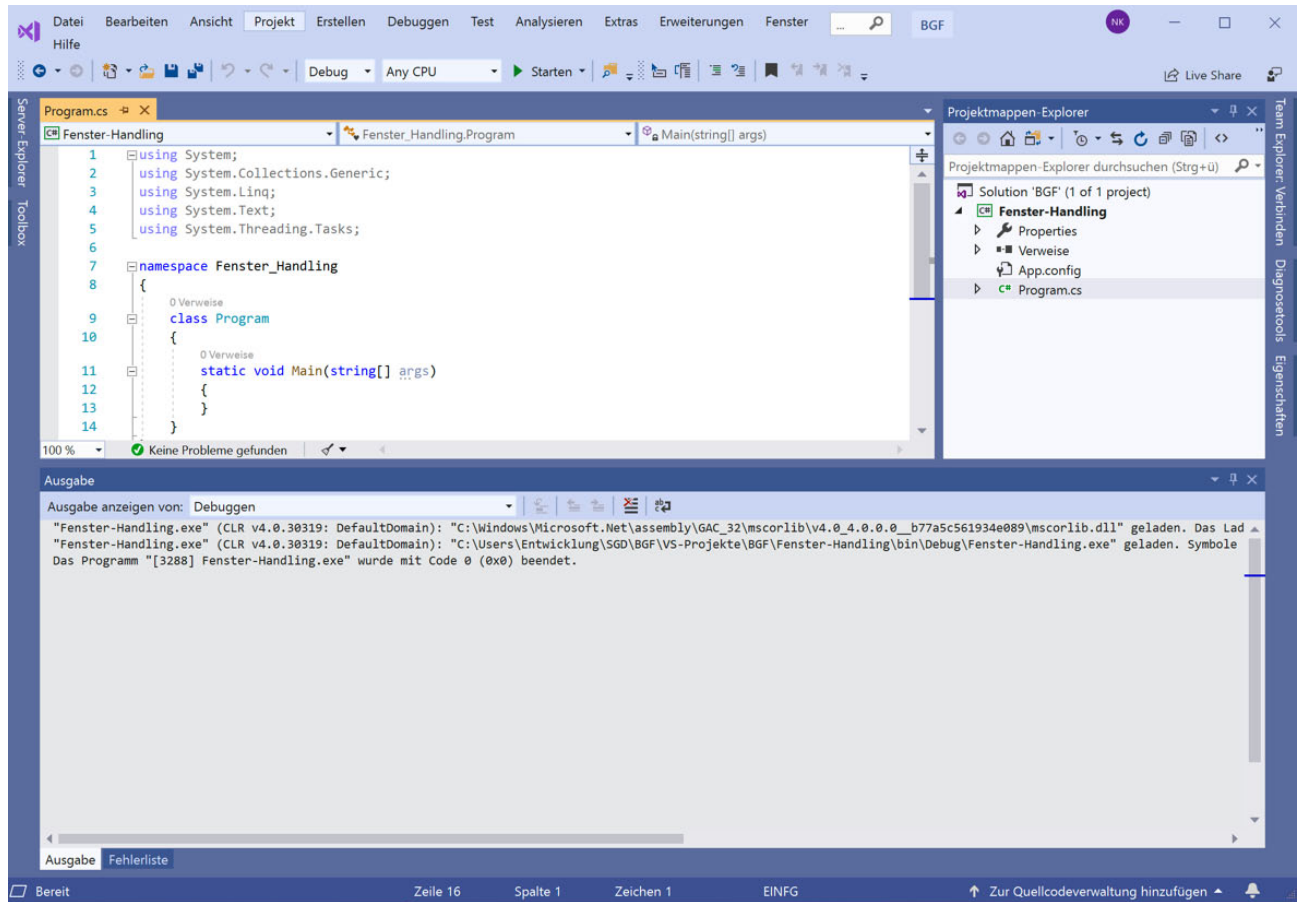 Datei Bearbeiten Ansicht Projekt Erstellen Debuggen Test Analysieren Extras Erweiterungen Fenster ... BGF NK
Hilfe
Debug Any CPU Starten Live Share
Server-Explorer
Toolbox
Program.cs
Fenster-Handling Fenster_Handling.Program Main(string[] args)
1 using System;
2 using System.Collections.Generic;
3 using System.Linq;
4 using System.Text;
5 using System.Threading.Tasks;
6
7 namespace Fenster_Handling
8 {
0 Verweise
9 class Program
10 {
0 Verweise
11 static void Main(string[] args)
12 {
13 }
14 }
100 % Keine Probleme gefunden
Projektmappen-Explorer
Projektmappen-Explorer durchsuchen (Strg+ü)
Solution 'BGF' (1 of 1 project)
C# Fenster-Handling
Properties
Verweise
App.config
C# Program.cs
Team Explorer: Verbinden
Diagnosetools
Eigenschaften
Ausgabe
Ausgabe anzeigen von: Debuggen
"Fenster-Handling.exe" (CLR v4.0.30319: DefaultDomain): "C:\Windows\Microsoft.Net\assembly\GAC_32\mscorlib\v4.0_4.0.0.0__b77a5c561934e089\mscorlib.dll" geladen. Das Lad
"Fenster-Handling.exe" (CLR v4.0.30319: DefaultDomain): "C:\Users\Entwicklung\SGD\BGF\VS-Projekte\BGF\Fenster-Handling\bin\Debug\Fenster-Handling.exe" geladen. Symbole
Das Programm "[3288] Fenster-Handling.exe" wurde mit Code 0 (0x0) beendet.
Ausgabe Fehlerliste
Bereit Zeile 16 Spalte 1 Zeichen 1 EINFG Zur Quellcodeverwaltung hinzufügen